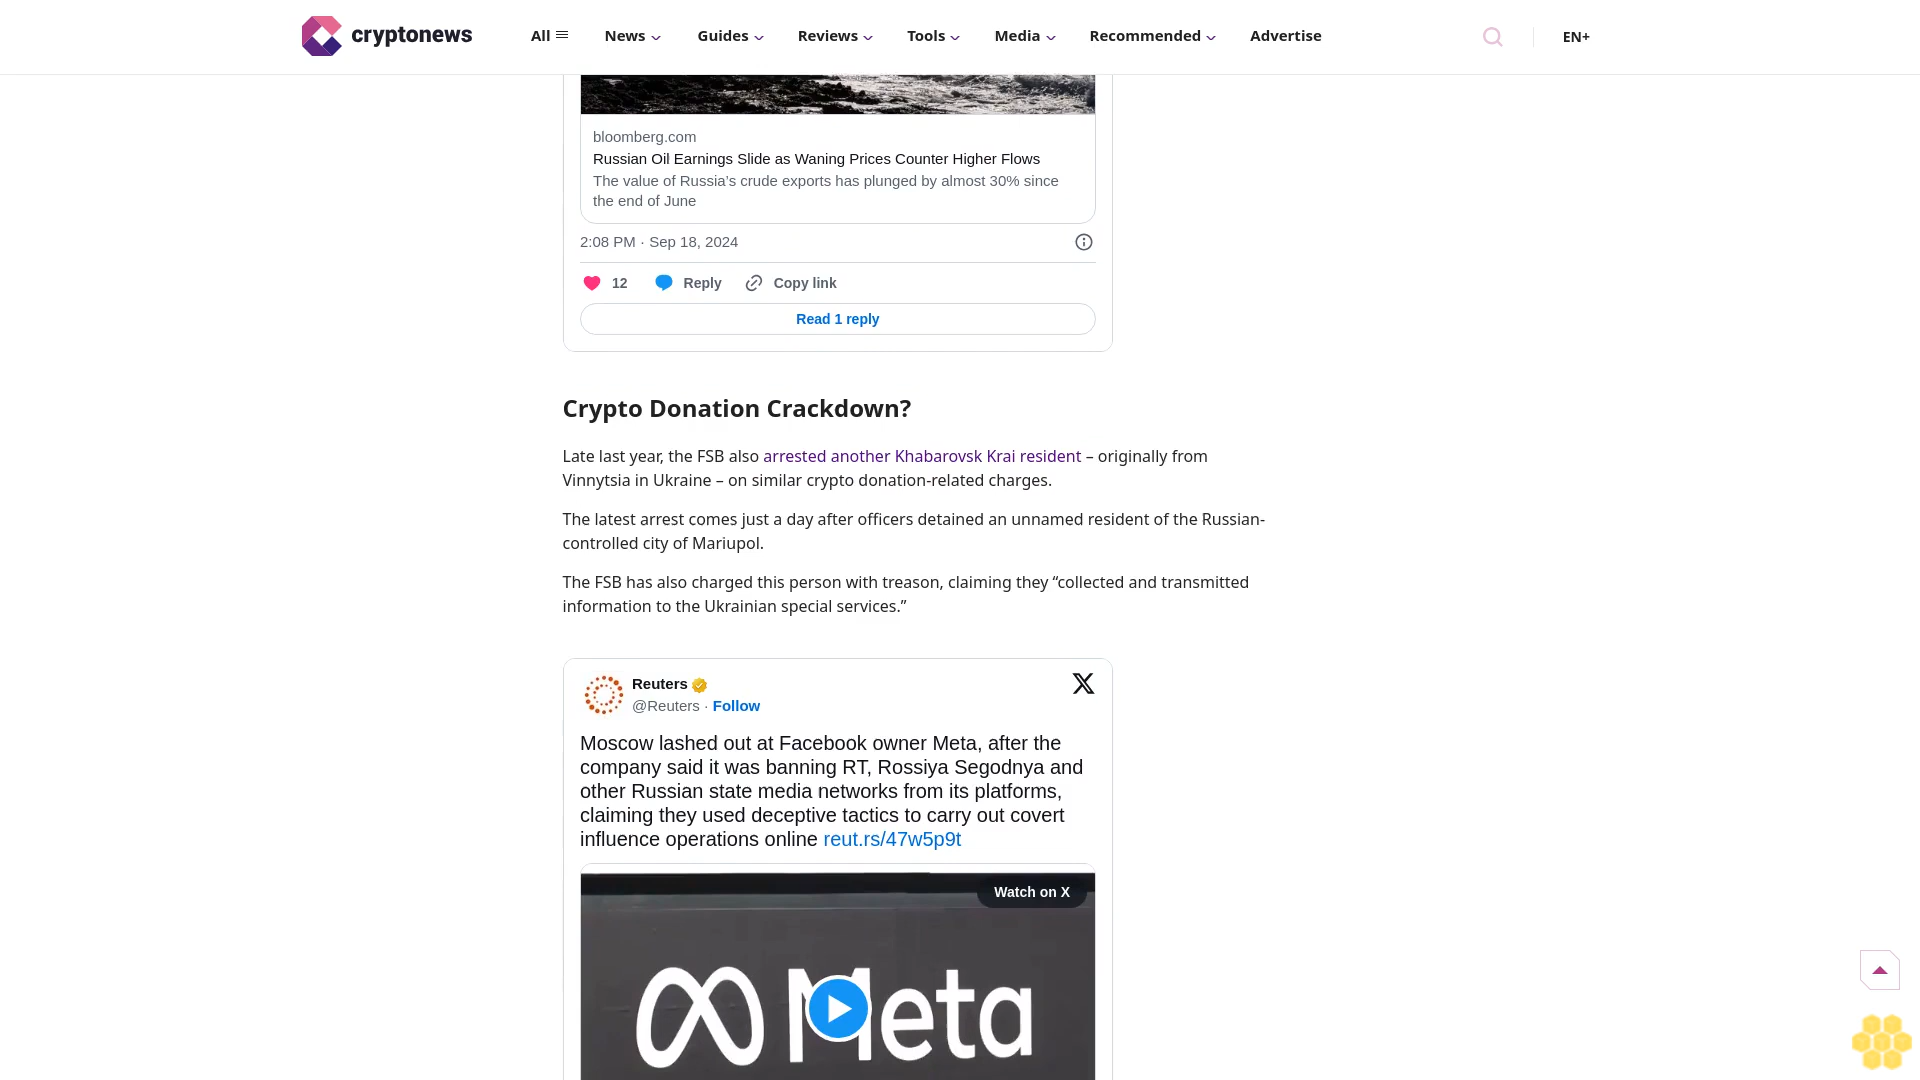 cryptonews
All
News
Guides
Reviews
Tools
Media
Recommended
Advertise
EN+
bloomberg.com
Russian Oil Earnings Slide as Waning Prices Counter Higher Flows
The value of Russia’s crude exports has plunged by almost 30% since
the end of June
2:08 PM · Sep 18, 2024
12
Reply
Copy link
Read 1 reply
Crypto Donation Crackdown?
Late last year, the FSB also arrested another Khabarovsk Krai resident – originally from
Vinnytsia in Ukraine – on similar crypto donation-related charges.
The latest arrest comes just a day after officers detained an unnamed resident of the Russian-
controlled city of Mariupol.
The FSB has also charged this person with treason, claiming they “collected and transmitted
information to the Ukrainian special services.”
Reuters
@Reuters · Follow
Moscow lashed out at Facebook owner Meta, after the
company said it was banning RT, Rossiya Segodnya and
other Russian state media networks from its platforms,
claiming they used deceptive tactics to carry out covert
influence operations online reut.rs/47w5p9t
Watch on X
Meta